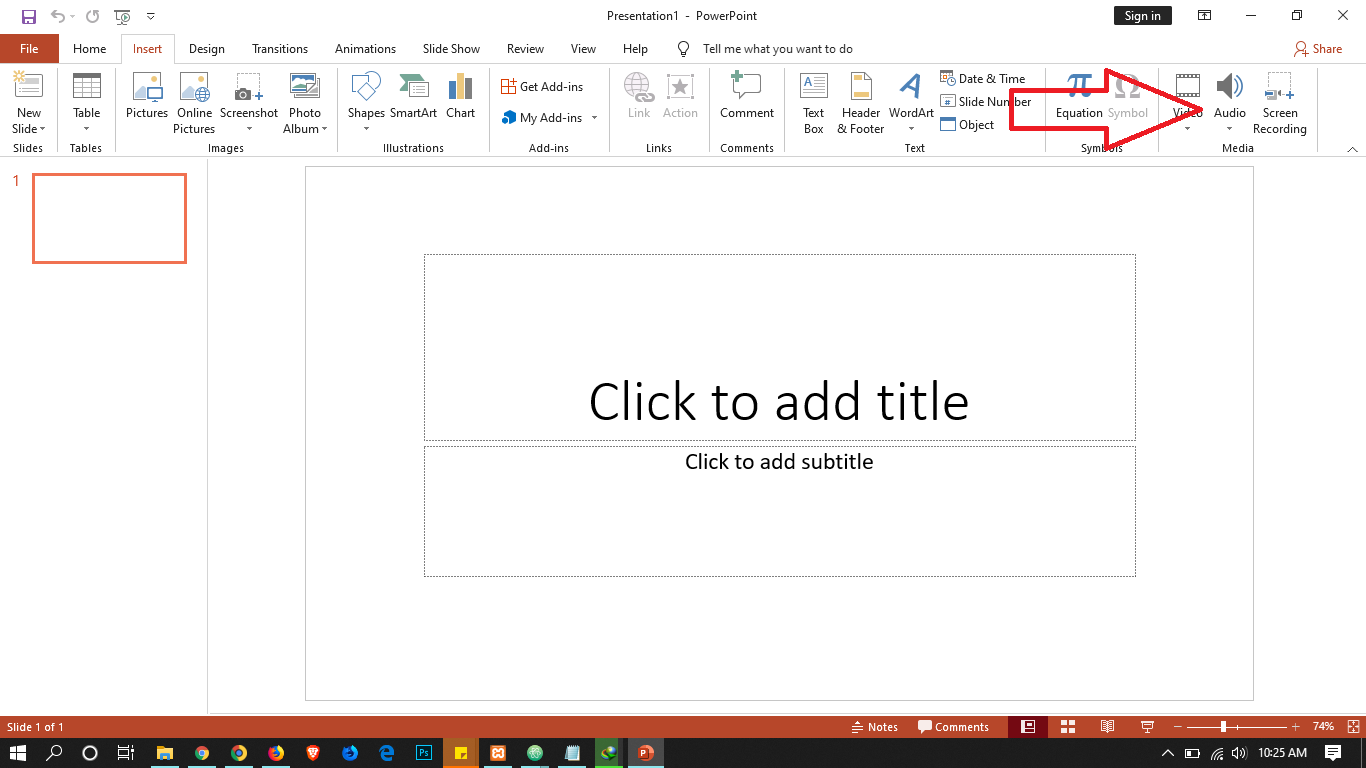 Presentation1 - PowerPoint
Sign in
File Home Insert Design Transitions Animations Slide Show Review View Help Tell me what you want to do Share
New Slide
Slides
Table
Tables
Pictures
Online Pictures
Screenshot
Photo Album
Images
Shapes
SmartArt
Chart
Illustrations
Get Add-ins
My Add-ins
Add-ins
Link
Action
Links
Comment
Comments
Text Box
Header & Footer
WordArt
Date & Time
Slide Number
Object
Text
Equation
Symbol
Symbols
Video
Audio
Screen Recording
Media
1
Click to add title
Click to add subtitle
Slide 1 of 1
Notes
Comments
74%
Ps
10:25 AM